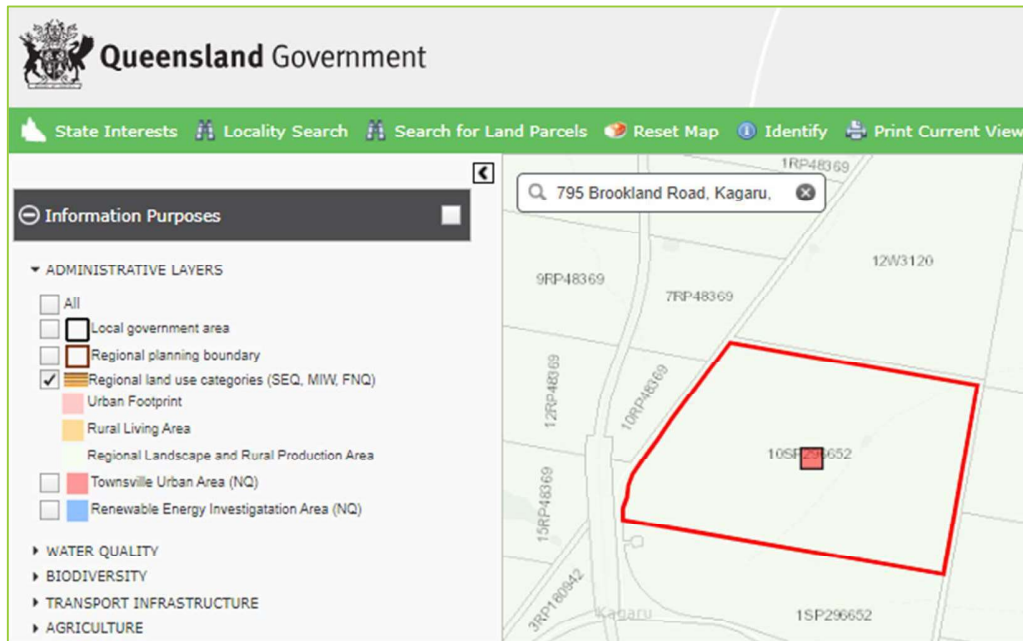 Queensland Government
State Interests Locality Search Search for Land Parcels Reset Map Identify Print Current View
Information Purposes
ADMINISTRATIVE LAYERS
All
Local government area
Regional planning boundary
Regional land use categories (SEQ, MIW, FNQ)
Urban Footprint
Rural Living Area
Regional Landscape and Rural Production Area
Townsville Urban Area (NQ)
Renewable Energy Investigatation Area (NQ)
WATER QUALITY
BIODIVERSITY
TRANSPORT INFRASTRUCTURE
AGRICULTURE
795 Brookland Road, Kagaru,
1RP48369
12W3120
9RP48369
7RP48369
12RP48369
10RP48369
10SP296652
15RP48369
3RP160942
Kagaru
1SP296652